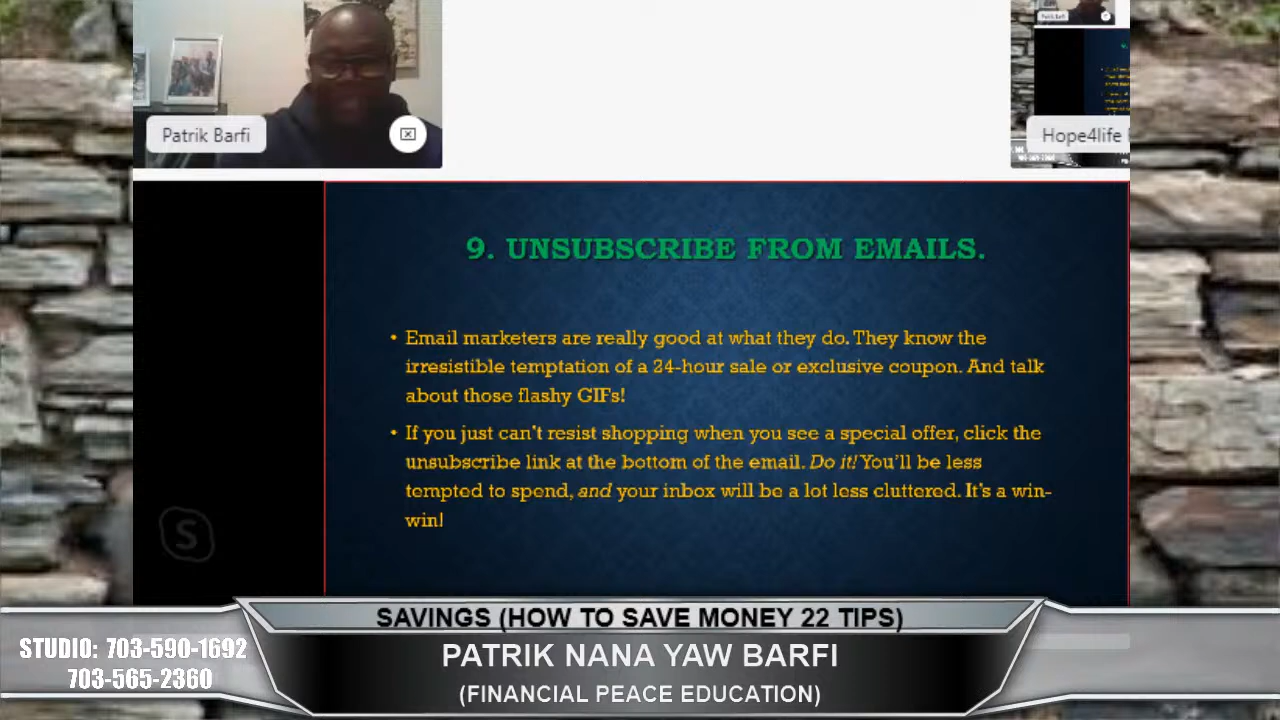 Patrik Barfi
Hope4life
9. UNSUBSCRIBE FROM EMAILS.
• Email marketers are really good at what they do. They know the
irresistible temptation of a 24-hour sale or exclusive coupon. And talk
about those flashy GIFs!
• If you just can't resist shopping when you see a special offer, click the
unsubscribe link at the bottom of the email. Do it! You'll be less
tempted to spend, and your inbox will be a lot less cluttered. It's a win-
win!
SAVINGS (HOW TO SAVE MONEY 22 TIPS)
STUDIO: 703-590-1692
703-565-2360
PATRIK NANA YAW BARFI
(FINANCIAL PEACE EDUCATION)